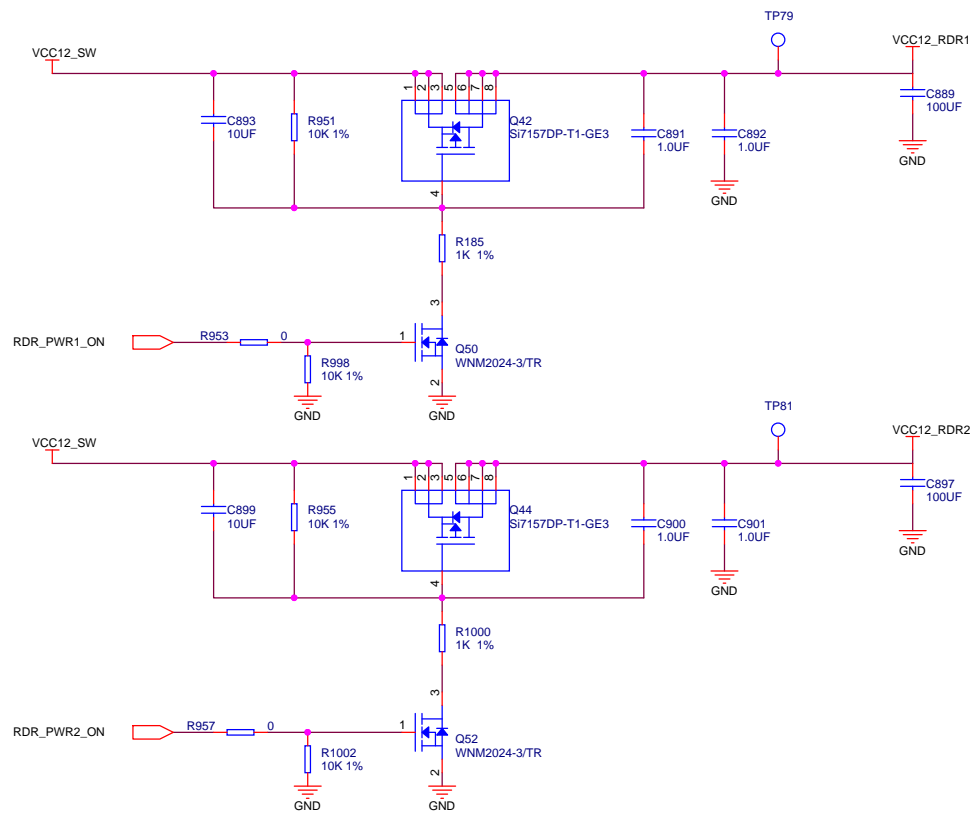 TP79
VCC12_SW
VCC12_RDR1
1
2
3
5
6
7
8
C893
10UF
R951
10K 1%
Q42
Si7157DP-T1-GE3
C891
1.0UF
C892
1.0UF
C889
100UF
GND
GND
4
R185
1K 1%
3
RDR_PWR1_ON
R953
0
1
Q50
WNM2024-3/TR
R998
10K 1%
2
GND
GND
TP81
VCC12_SW
VCC12_RDR2
1
2
3
5
6
7
8
C899
10UF
R955
10K 1%
Q44
Si7157DP-T1-GE3
C900
1.0UF
C901
1.0UF
C897
100UF
GND
GND
4
R1000
1K 1%
3
RDR_PWR2_ON
R957
0
1
Q52
WNM2024-3/TR
R1002
10K 1%
2
GND
GND